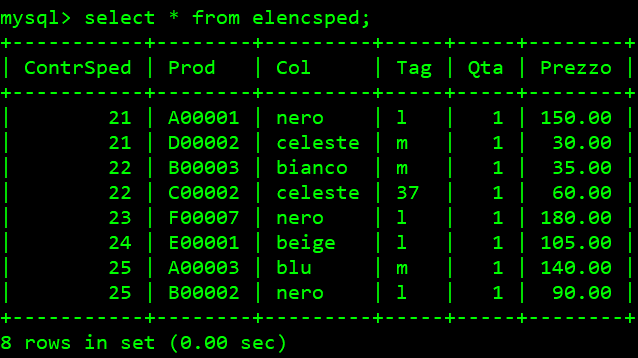 mysql> select * from elencsped;
+-----------+--------+---------+------+-----+--------+
| ContrSped | Prod   | Col     | Tag  | Qta | Prezzo |
+-----------+--------+---------+------+-----+--------+
|        21 | A00001 | nero    | l    |   1 | 150.00 |
|        21 | D00002 | celeste | m    |   1 |  30.00 |
|        22 | B00003 | bianco  | m    |   1 |  35.00 |
|        22 | C00002 | celeste | 37   |   1 |  60.00 |
|        23 | F00007 | nero    | l    |   1 | 180.00 |
|        24 | E00001 | beige   | l    |   1 | 105.00 |
|        25 | A00003 | blu     | m    |   1 | 140.00 |
|        25 | B00002 | nero    | l    |   1 |  90.00 |
+-----------+--------+---------+------+-----+--------+
8 rows in set (0.00 sec)